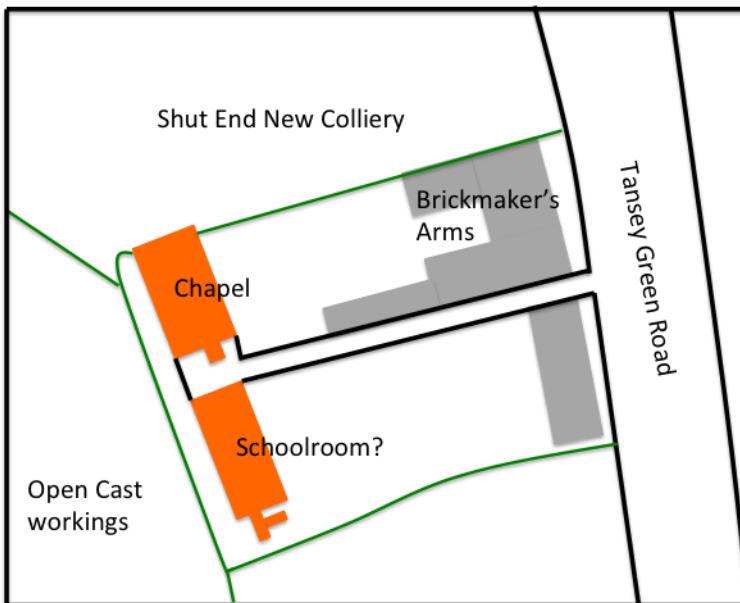 Shut End New Colliery
Brickmaker’s
Arms
Tansey Green Road
Chapel
Schoolroom?
Open Cast
workings